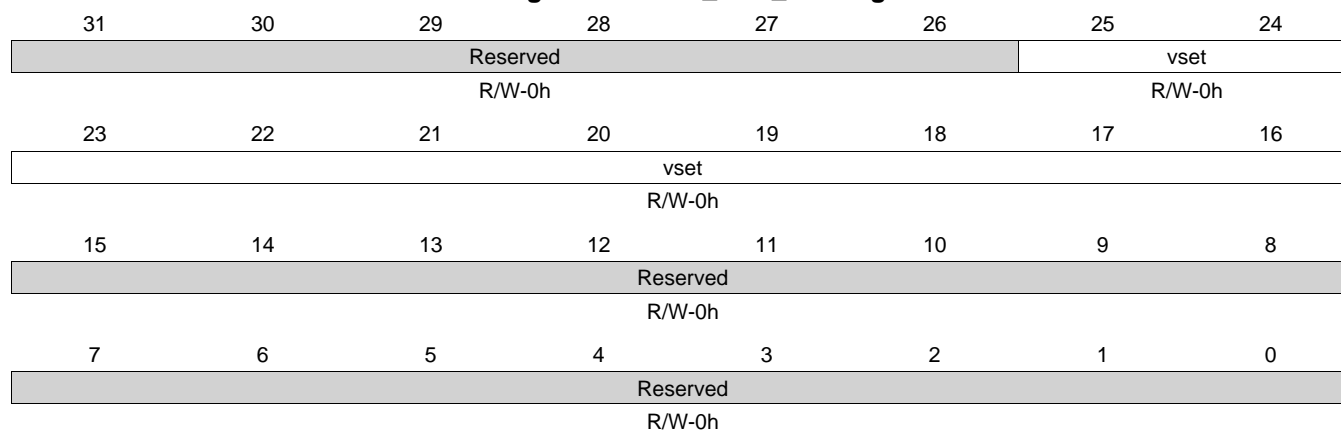 31 30 29 28 27 26 25 24
Reserved vset
R/W-0h R/W-0h
23 22 21 20 19 18 17 16
vset
R/W-0h
15 14 13 12 11 10 9 8
Reserved
R/W-0h
7 6 5 4 3 2 1 0
Reserved
R/W-0h